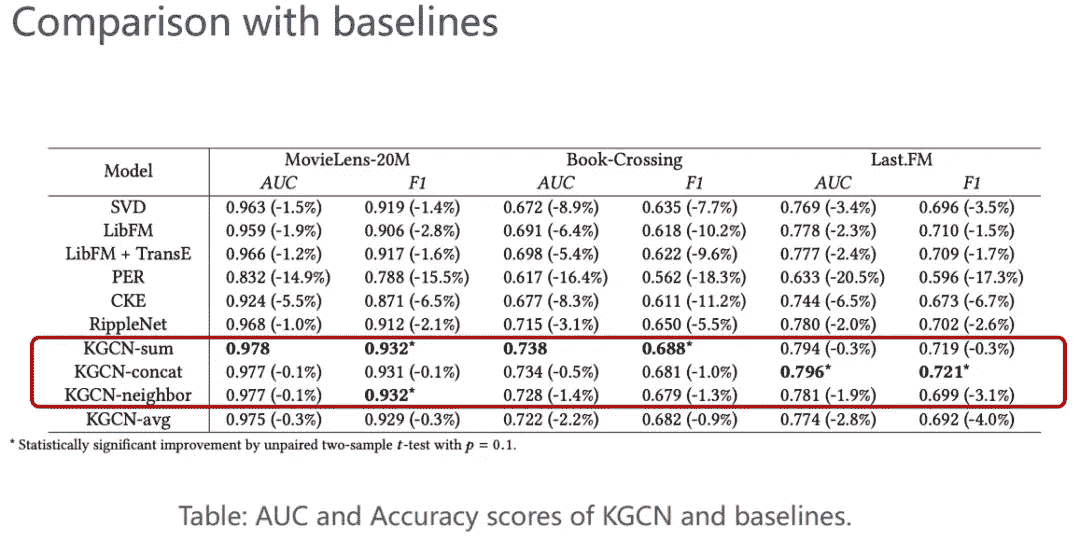 Comparison with baselines
Model MovieLens-20M Book-Crossing Last.FM
AUC F1 AUC F1 AUC F1
SVD 0.963 (-1.5%) 0.919 (-1.4%) 0.672 (-8.9%) 0.635 (-7.7%) 0.769 (-3.4%) 0.696 (-3.5%)
LibFM 0.959 (-1.9%) 0.906 (-2.8%) 0.691 (-6.4%) 0.618 (-10.2%) 0.778 (-2.3%) 0.710 (-1.5%)
LibFM + TransE 0.966 (-1.2%) 0.917 (-1.6%) 0.698 (-5.4%) 0.622 (-9.6%) 0.777 (-2.4%) 0.709 (-1.7%)
PER 0.832 (-14.9%) 0.788 (-15.5%) 0.617 (-16.4%) 0.562 (-18.3%) 0.633 (-20.5%) 0.596 (-17.3%)
CKE 0.924 (-5.5%) 0.871 (-6.5%) 0.677 (-8.3%) 0.611 (-11.2%) 0.744 (-6.5%) 0.673 (-6.7%)
RippleNet 0.968 (-1.0%) 0.912 (-2.1%) 0.715 (-3.1%) 0.650 (-5.5%) 0.780 (-2.0%) 0.702 (-2.6%)
KGCN-sum 0.978 0.932* 0.738 0.688* 0.794 (-0.3%) 0.719 (-0.3%)
KGCN-concat 0.977 (-0.1%) 0.931 (-0.1%) 0.734 (-0.5%) 0.681 (-1.0%) 0.796* 0.721*
KGCN-neighbor 0.977 (-0.1%) 0.932* 0.728 (-1.4%) 0.679 (-1.3%) 0.781 (-1.9%) 0.699 (-3.1%)
KGCN-avg 0.975 (-0.3%) 0.929 (-0.3%) 0.722 (-2.2%) 0.682 (-0.9%) 0.774 (-2.8%) 0.692 (-4.0%)
* Statistically significant improvement by unpaired two-sample t-test with p = 0.1.
Table: AUC and Accuracy scores of KGCN and baselines.